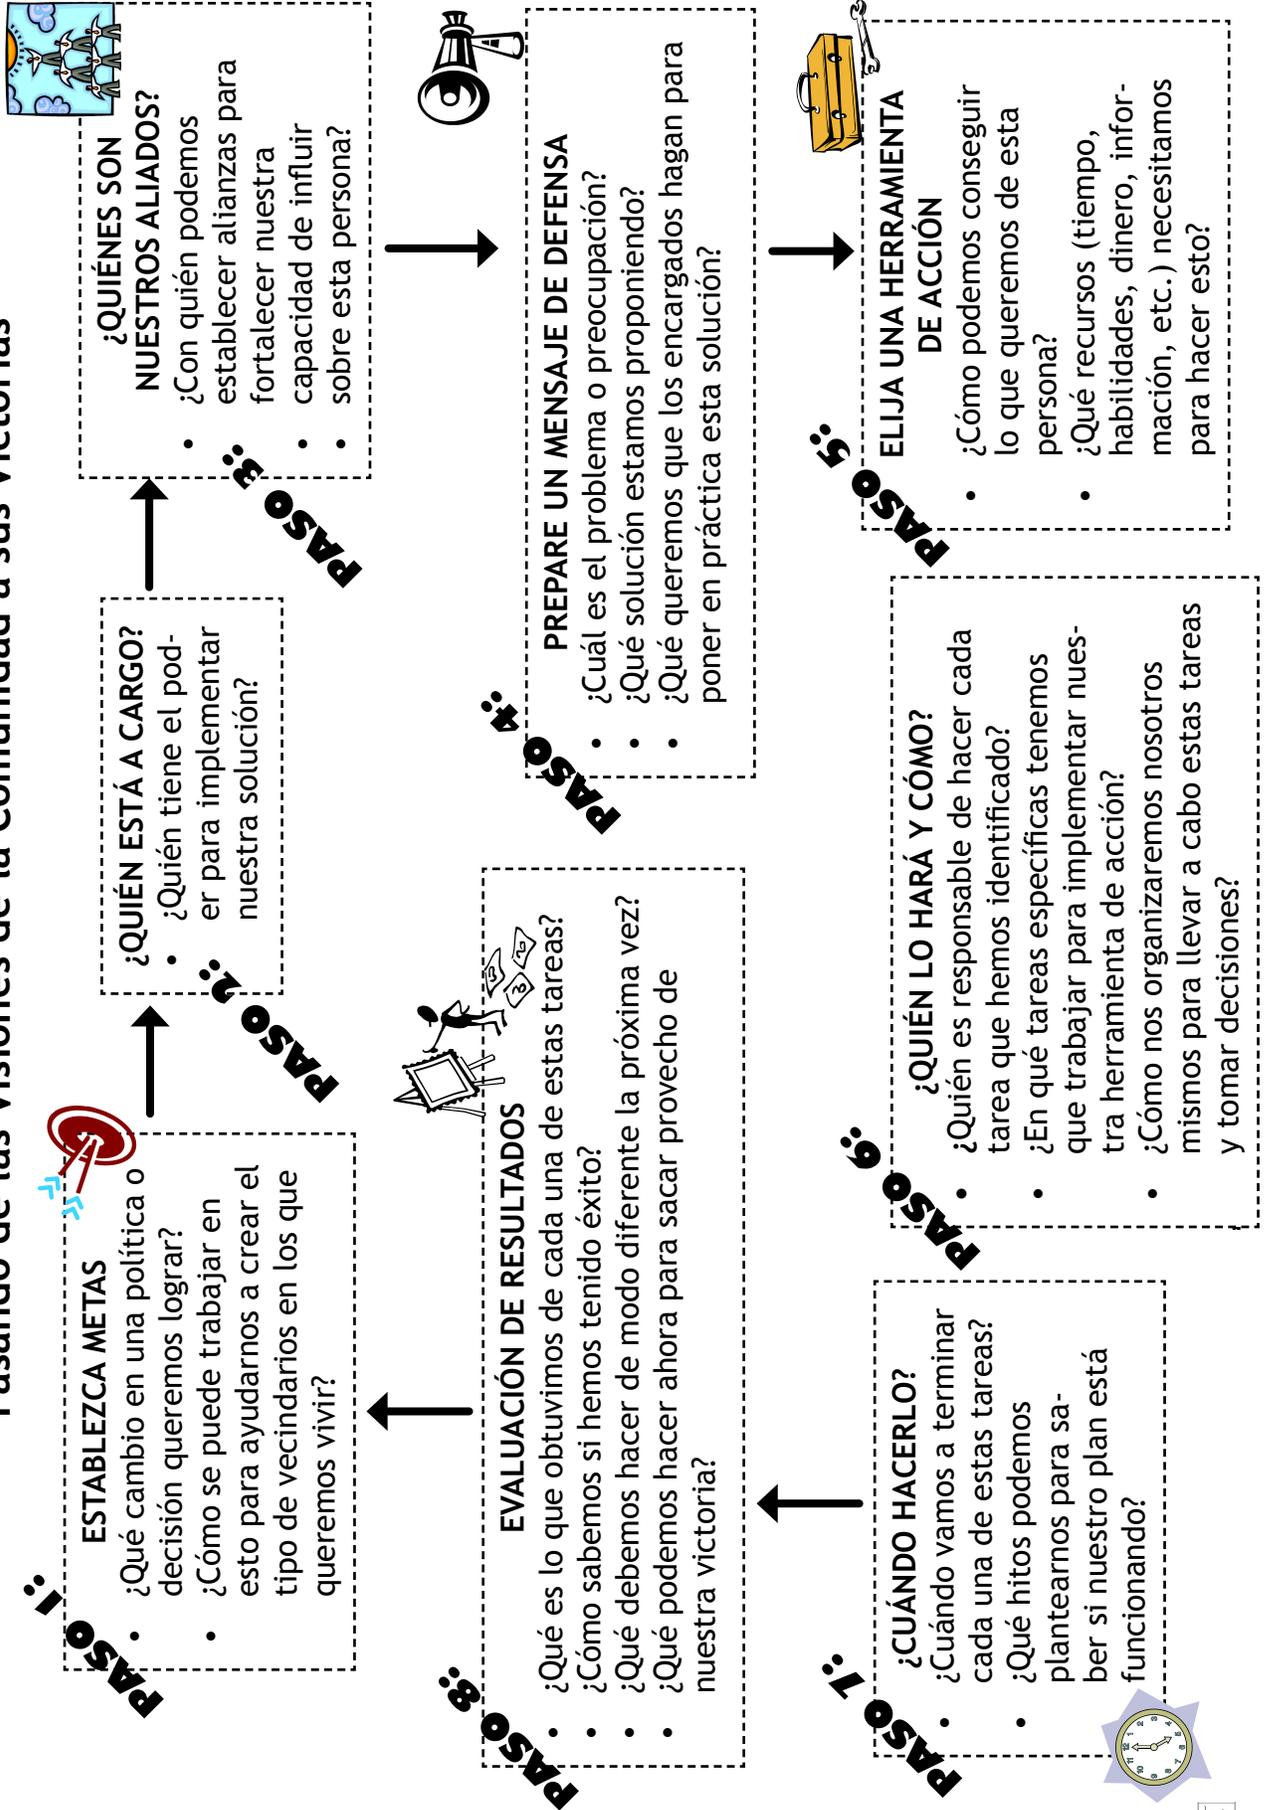 Pasando de las Visiones de la Comunidad a sus Victorias
PASO 1:
ESTABLEZCA METAS
• ¿Qué cambio en una política o
decisión queremos lograr?
• ¿Cómo se puede trabajar en
esto para ayudarnos a crear el
tipo de vecindarios en los que
queremos vivir?
PASO 2:
¿QUIÉN ESTÁ A CARGO?
• ¿Quién tiene el pod-
er para implementar
nuestra solución?
PASO 3:
¿QUIÉNES SON
NUESTROS ALIADOS?
• ¿Con quién podemos
establecer alianzas para
fortalecer nuestra
• capacidad de influir
• sobre esta persona?
PASO 4:
PREPARE UN MENSAJE DE DEFENSA
• ¿Cuál es el problema o preocupación?
• ¿Qué solución estamos proponiendo?
• ¿Qué queremos que los encargados hagan para
poner en práctica esta solución?
PASO 5:
ELIJA UNA HERRAMIENTA
DE ACCIÓN
• ¿Cómo podemos conseguir
lo que queremos de esta
persona?
• ¿Qué recursos (tiempo,
habilidades, dinero, infor-
mación, etc.) necesitamos
para hacer esto?
PASO 6:
¿QUIÉN LO HARÁ Y CÓMO?
• ¿Quién es responsable de hacer cada
tarea que hemos identificado?
• ¿En qué tareas específicas tenemos
que trabajar para implementar nues-
tra herramienta de acción?
• ¿Cómo nos organizaremos nosotros
mismos para llevar a cabo estas tareas
y tomar decisiones?
PASO 7:
¿CUÁNDO HACERLO?
• ¿Cuándo vamos a terminar
cada una de estas tareas?
• ¿Qué hitos podemos
plantearnos para sa-
ber si nuestro plan está
funcionando?
12
1
2
3
4
5
6
7
8
9
10
11
PASO 8:
EVALUACIÓN DE RESULTADOS
• ¿Qué es lo que obtuvimos de cada una de estas tareas?
• ¿Cómo sabemos si hemos tenido éxito?
• ¿Qué debemos hacer de modo diferente la próxima vez?
• ¿Qué podemos hacer ahora para sacar provecho de
nuestra victoria?